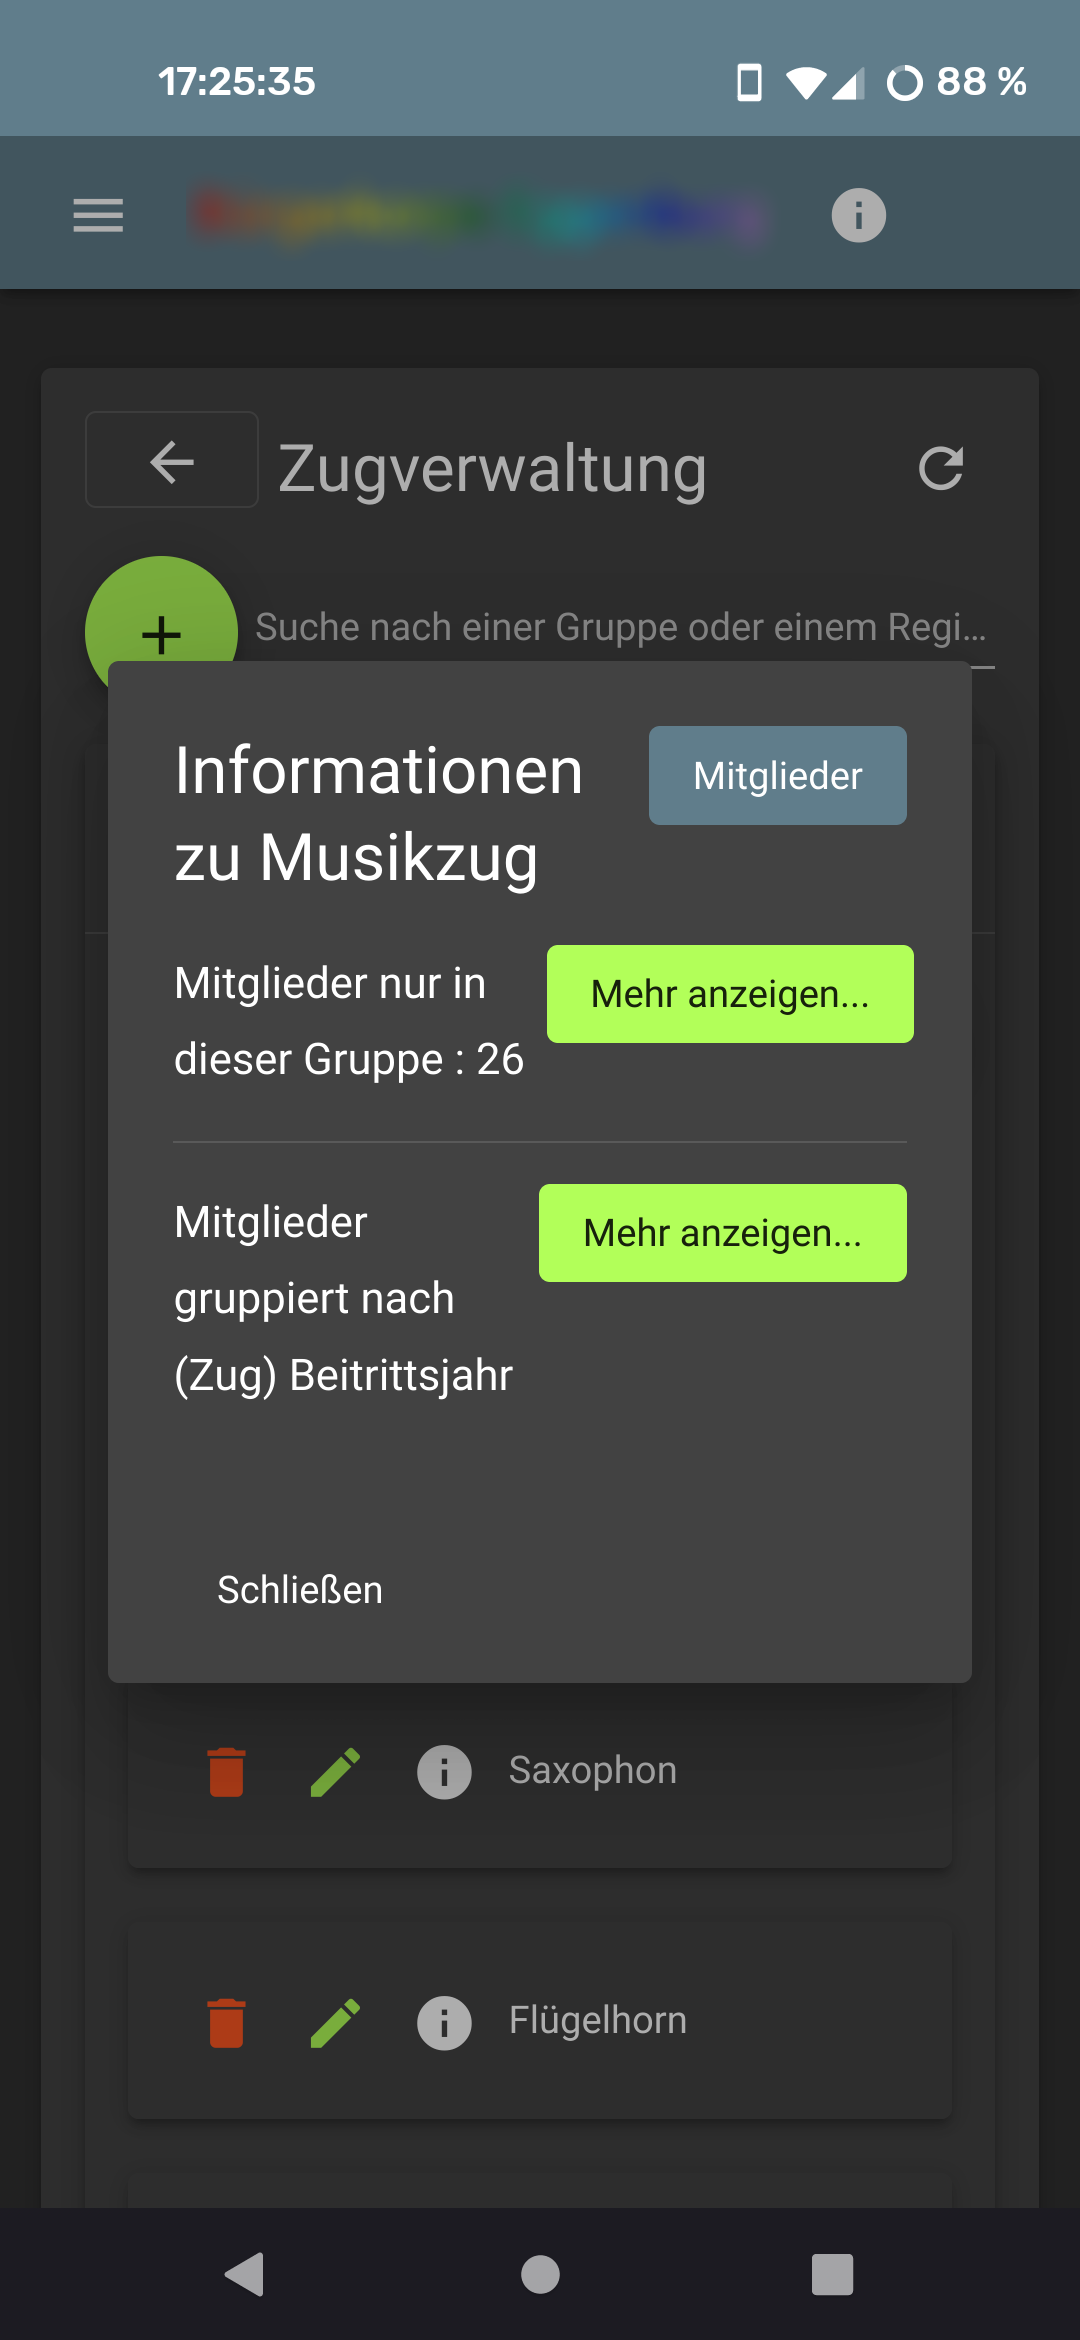 17:25:35
88 %
Zugverwaltung
Suche nach einer Gruppe oder einem Regi...
Informationen
zu Musikzug
Mitglieder
Mitglieder nur in
dieser Gruppe : 26
Mehr anzeigen...
Mitglieder
gruppiert nach
(Zug) Beitrittsjahr
Mehr anzeigen...
Schließen
Saxophon
Flügelhorn